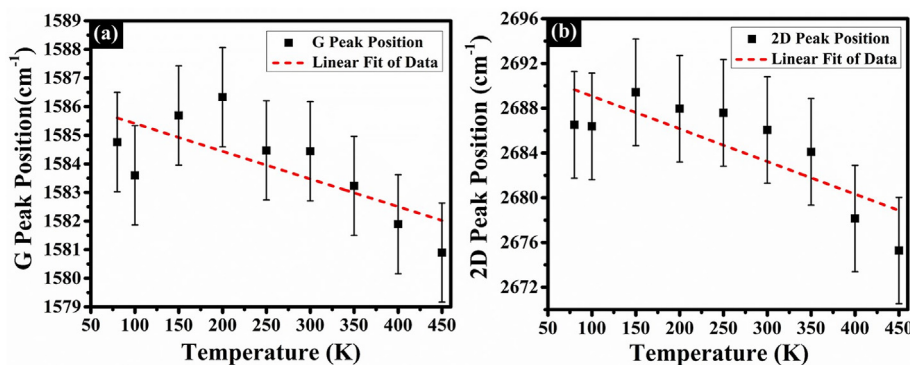 (a)
G Peak Position
Linear Fit of Data
1589
1588
1587
1586
1585
1584
1583
1582
1581
1580
1579
G Peak Position(cm⁻¹)
50 100 150 200 250 300 350 400 450
Temperature (K)
(b)
2D Peak Position
Linear Fit of Data
2696
2692
2688
2684
2680
2676
2672
2D Peak Position (cm⁻¹)
50 100 150 200 250 300 350 400 450
Temperature (K)